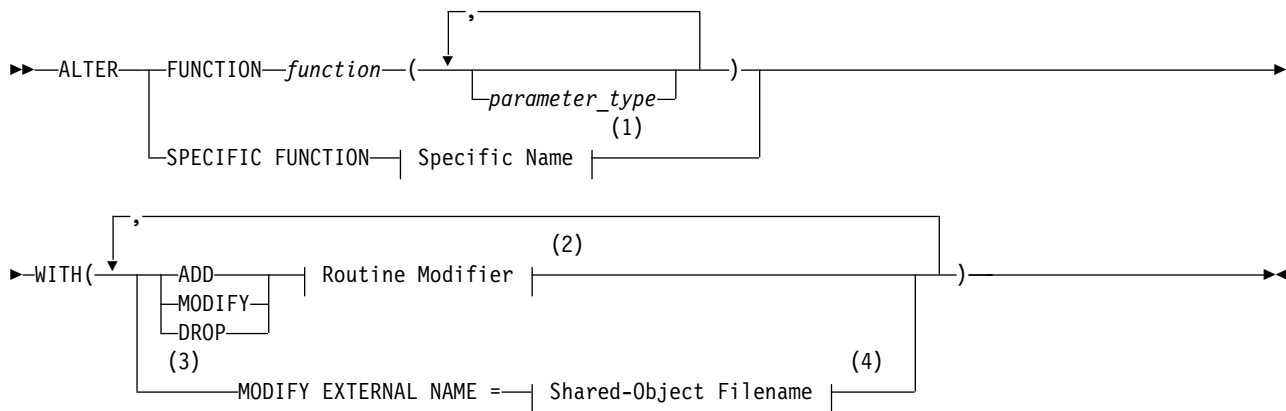 ,
ALTER FUNCTION function ( )
parameter_type
(1)
SPECIFIC FUNCTION Specific Name
,
(2)
WITH( ADD Routine Modifier )
MODIFY
DROP
(3) (4)
MODIFY EXTERNAL NAME = Shared-Object Filename